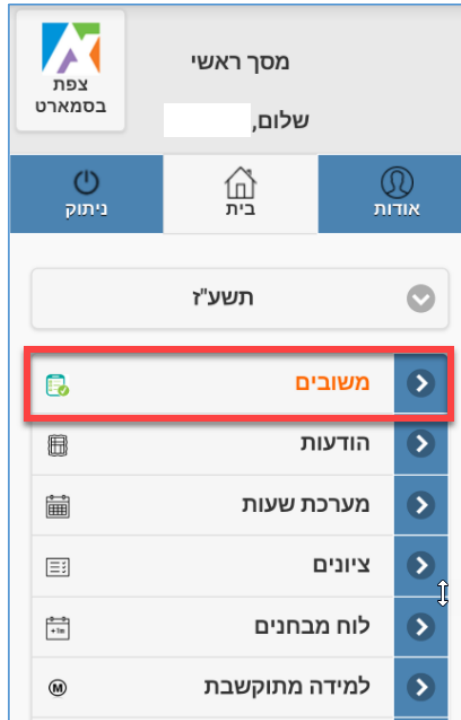 מסך ראשי
צפת
בסמארט
שלום,
אודות
בית
ניתוק
תשע"ז
משובים
הודעות
מערכת שעות
ציונים
לוח מבחנים
למידה מתוקשבת
M